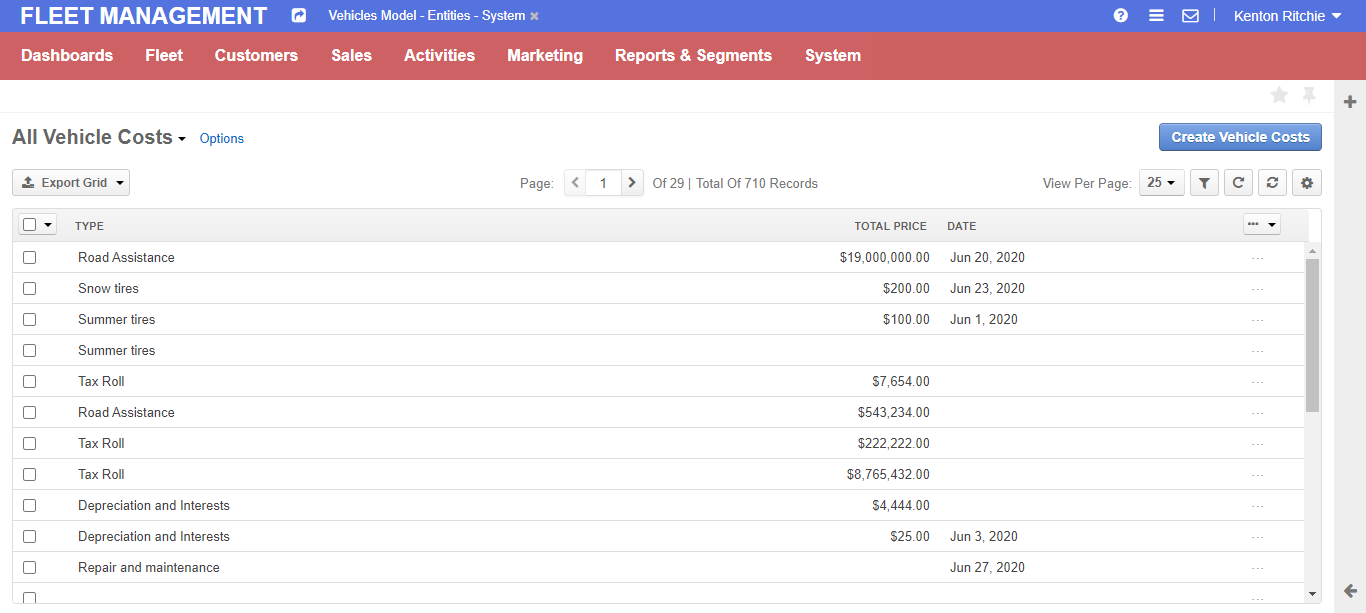 FLEET MANAGEMENT Vehicles Model - Entities - System Kenton Ritchie
Dashboards Fleet Customers Sales Activities Marketing Reports & Segments System
All Vehicle Costs Options Create Vehicle Costs
Export Grid Page: 1 Of 29 | Total Of 710 Records View Per Page: 25
TYPE TOTAL PRICE DATE
Road Assistance $19,000,000.00 Jun 20, 2020
Snow tires $200.00 Jun 23, 2020
Summer tires $100.00 Jun 1, 2020
Summer tires
Tax Roll $7,654.00
Road Assistance $543,234.00
Tax Roll $222,222.00
Tax Roll $8,765,432.00
Depreciation and Interests $4,444.00
Depreciation and Interests $25.00 Jun 3, 2020
Repair and maintenance Jun 27, 2020